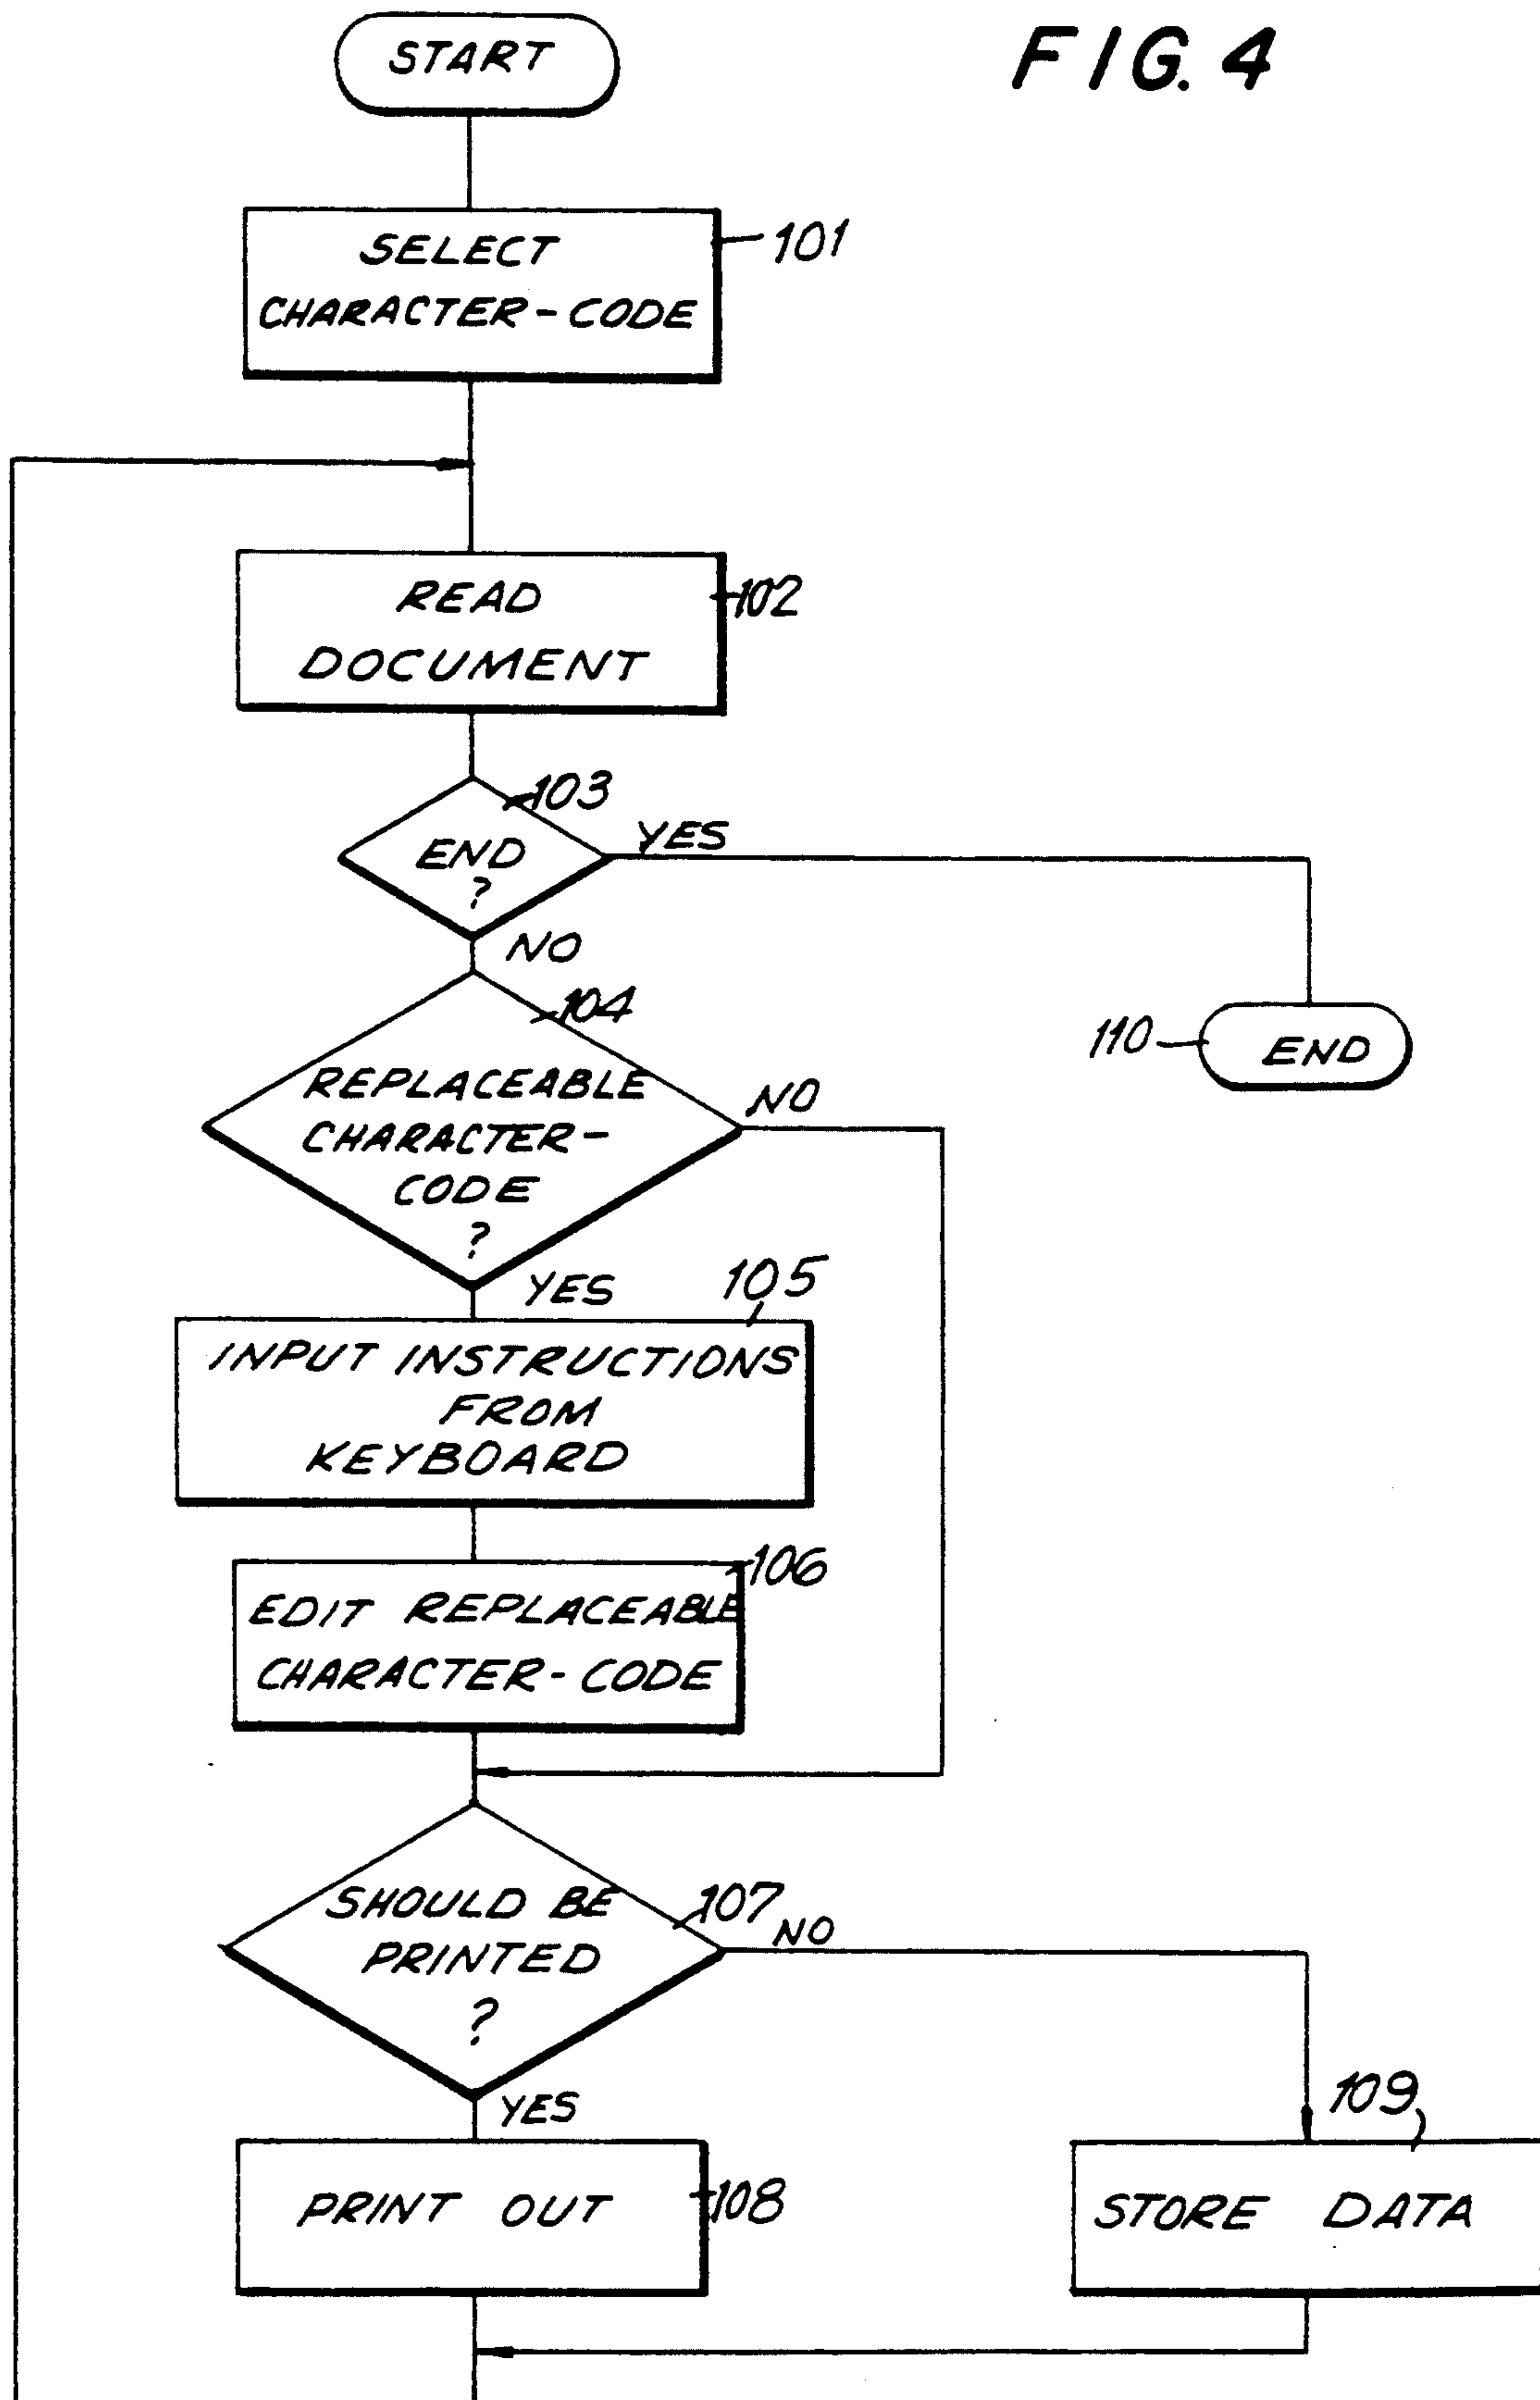 FIG. 4
START
SELECT
CHARACTER-CODE
101
READ
DOCUMENT
102
103
END
?
YES
NO
104
REPLACEABLE
CHARACTER-
CODE
?
NO
110
END
YES
105
INPUT INSTRUCTIONS
FROM
KEYBOARD
106
EDIT REPLACEABLE
CHARACTER-CODE
107
SHOULD BE
PRINTED
?
NO
YES
PRINT OUT
108
109
STORE DATA